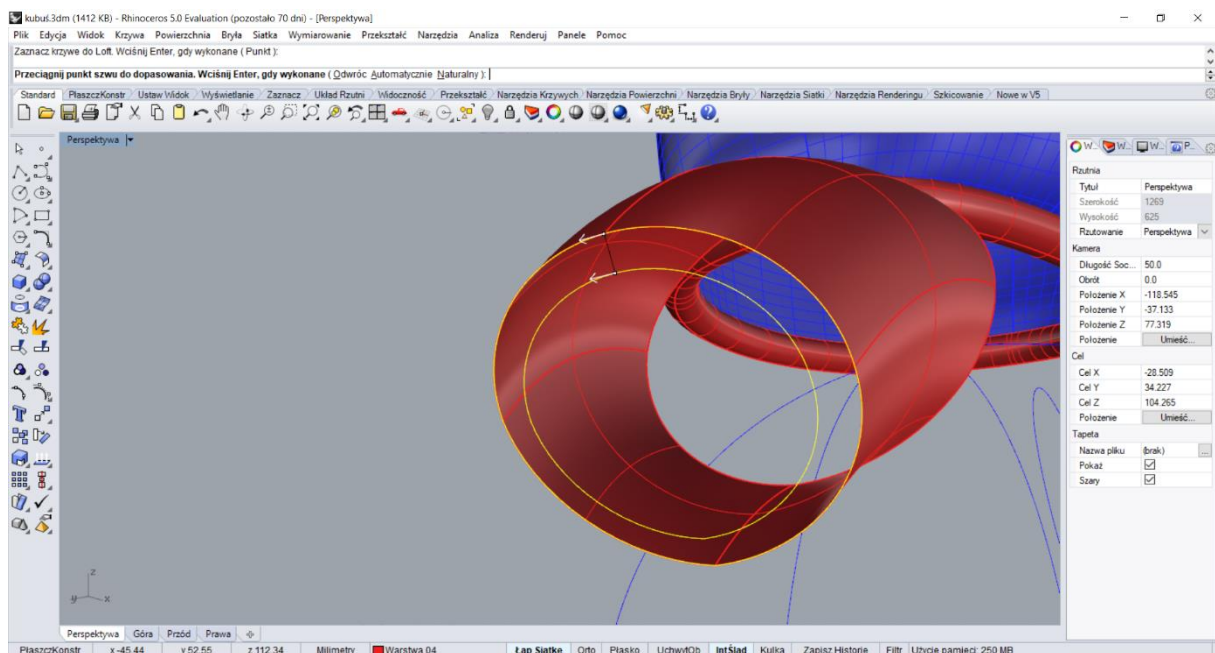 kubuś.3dm (1412 KB) - Rhinoceros 5.0 Evaluation (pozostało 70 dni) - [Perspektywa]
Plik Edycja Widok Krzywa Powierzchnia Bryła Siatka Wymiarowanie Przekształć Narzędzia Analiza Renderuj Panele Pomoc
Zaznacz krzywe do Loft. Wciśnij Enter, gdy wykonane ( Punkt ):
Przeciągnij punkt szwu do dopasowania. Wciśnij Enter, gdy wykonane ( Odwróc Automatycznie Naturalny ):
Standard PłaszczKonstr Ustaw Widok Wyświetlanie Zaznacz Układ Rzutni Widoczność Przekształć Narzędzia Krzywych Narzędzia Powierzchni Narzędzia Bryły Narzędzia Siatki Narzędzia Renderingu Szkicowanie Nowe w V5
Perspektywa
W... W... W... P...
Rzutnia
Tytuł Perspektywa
Szerokość 1269
Wysokość 625
Rzutowanie Perspektywa
Kamera
Długość Soc... 50.0
Obrót 0.0
Położenie X -118.545
Położenie Y -37.133
Położenie Z 77.319
Położenie Umieść...
Cel
Cel X -28.509
Cel Y 34.227
Cel Z 104.265
Położenie Umieść...
Tapeta
Nazwa pliku (brak) ...
Pokaż
Szary
z
y x
Perspektywa Góra Przód Prawa
PłaszczKonstr x -45.44 y 52.55 z 112.34 Milimetry Warstwa 04 Łap Siatkę Orto Płasko UchwytOb IntŚlad Kulka Zapisz Historię Filtr Użycie pamięci: 250 MB